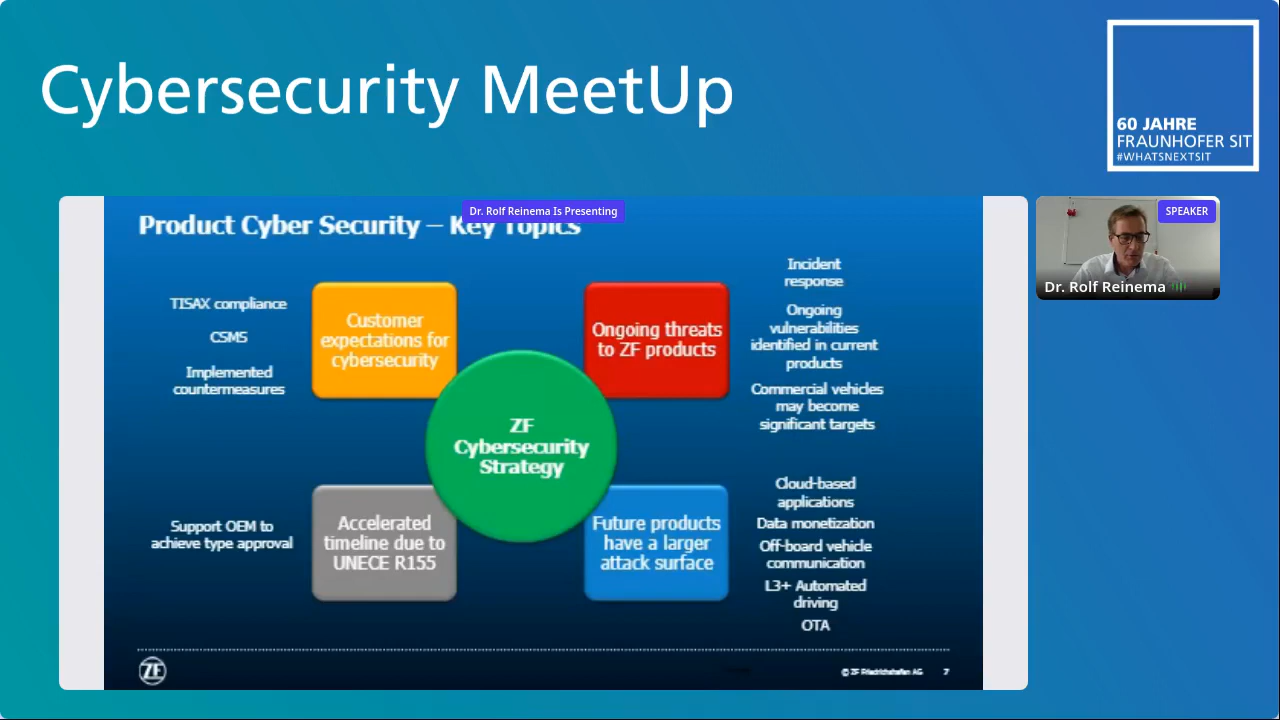 Cybersecurity MeetUp
60 JAHRE
FRAUNHOFER SIT
#WHATSNEXTSIT
Dr. Rolf Reinema Is Presenting
SPEAKER
Dr. Rolf Reinema
Product Cyber Security – Key Topics
TISAX compliance
CSMS
Implemented
countermeasures
Customer
expectations for
cybersecurity
Ongoing threats
to ZF products
Incident
response
Ongoing
vulnerabilities
identified in current
products
Commercial vehicles
may become
significant targets
ZF
Cybersecurity
Strategy
Support OEM to
achieve type approval
Accelerated
timeline due to
UNECE R155
Future products
have a larger
attack surface
Cloud-based
applications
Data monetization
Off-board vehicle
communication
L3+ Automated
driving
OTA
ZF
© ZF Friedrichshafen AG
7